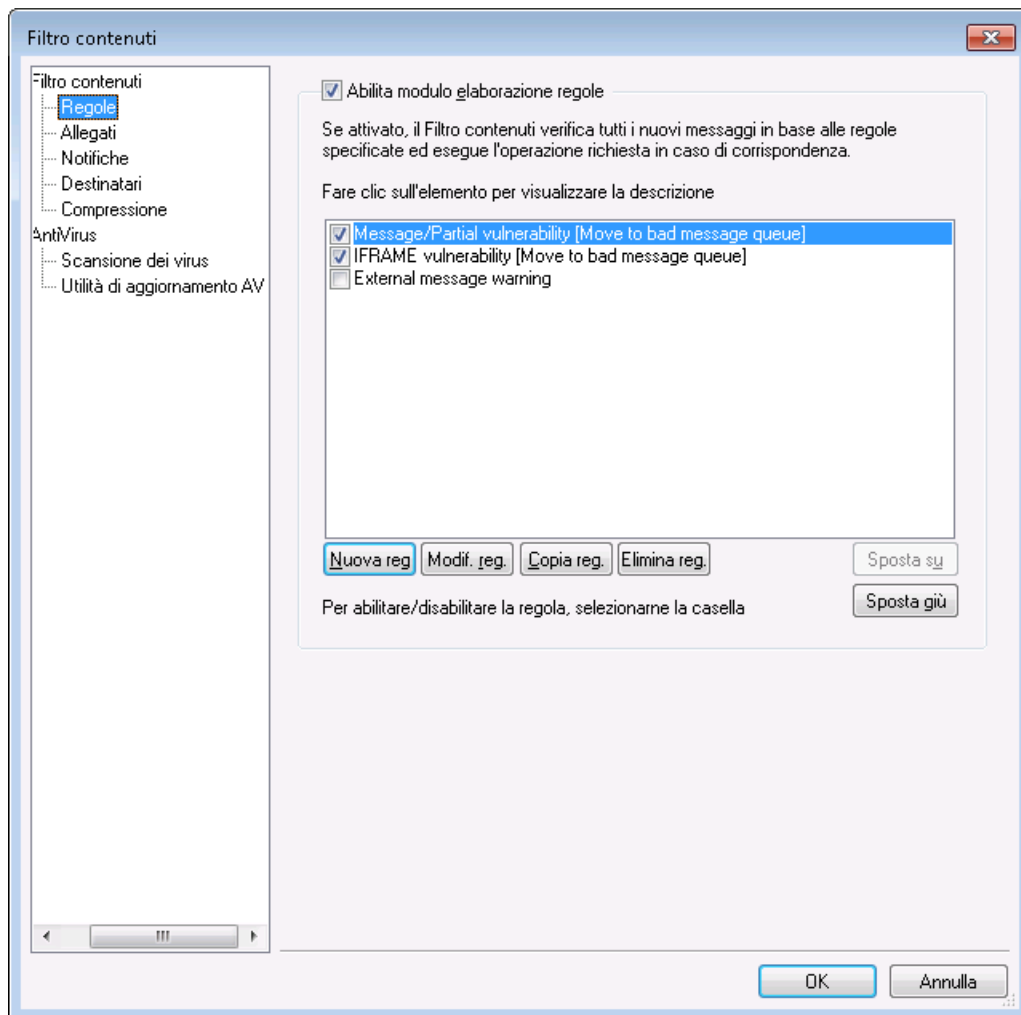 Filtro contenuti
Filtro contenuti
Regole
Allegati
Notifiche
Destinatari
Compressione
AntiVirus
Scansione dei virus
Utilità di aggiornamento AV
Abilita modulo elaborazione regole
Se attivato, il Filtro contenuti verifica tutti i nuovi messaggi in base alle regole
specificate ed esegue l'operazione richiesta in caso di corrispondenza.
Fare clic sull'elemento per visualizzare la descrizione
Message/Partial vulnerability [Move to bad message queue]
IFRAME vulnerability [Move to bad message queue]
External message warning
Nuova reg Modif. reg. Copia reg. Elimina reg. Sposta su
Per abilitare/disabilitare la regola, selezionarne la casella Sposta giù
OK Annulla